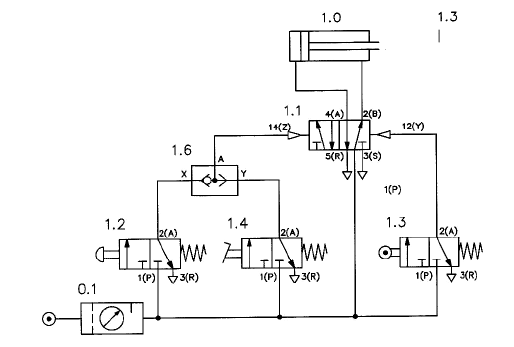 1.0
1.3
1.1
4(A)
2(B)
14(Z)
12(Y)
5(R)
3(S)
1.6
A
X
Y
1(P)
1.2
2(A)
1(P)
3(R)
1.4
2(A)
1(P)
3(R)
1.3
2(A)
1(P)
3(R)
0.1